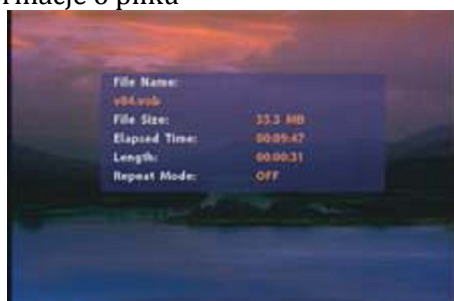 o pliku
File Name:
v04.vob
File Size: 33.3 MB
Elapsed Time: 00:09:47
Length: 00:00:31
Repeat Mode: OFF